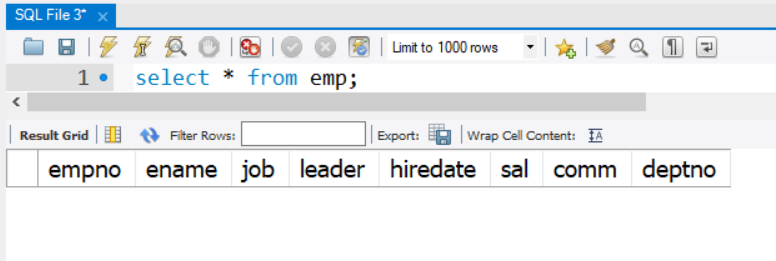 SQL File 3*
Limit to 1000 rows
1 select * from emp;
Result Grid Filter Rows: Export: Wrap Cell Content:
empno ename job leader hiredate sal comm deptno